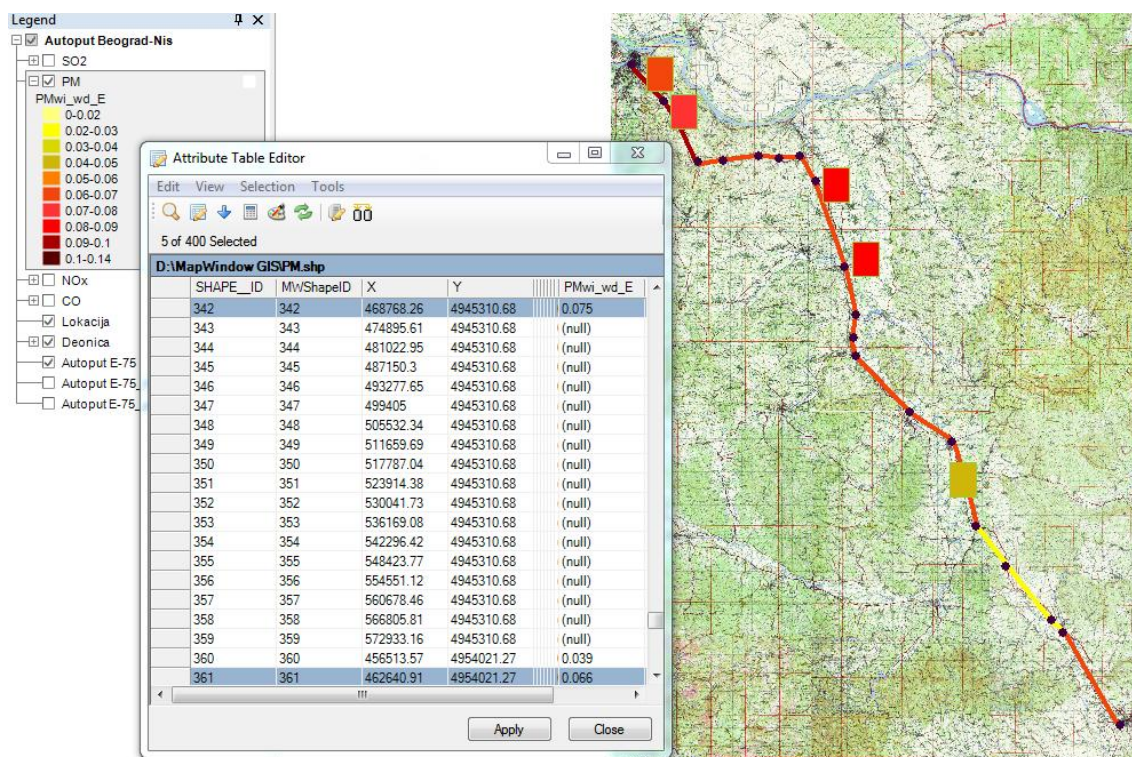 Legend
Autoput Beograd-Nis
SO2
PM
PMwi_wd_E
0-0.02
0.02-0.03
0.03-0.04
0.04-0.05
0.05-0.06
0.06-0.07
0.07-0.08
0.08-0.09
0.09-0.1
0.1-0.14
NOx
CO
Lokacija
Deonica
Autoput E-75
Autoput E-75_
Autoput E-75_
Attribute Table Editor
Edit View Selection Tools
5 of 400 Selected
D:\MapWindow GIS\PM.shp
SHAPE__ID MWShapeID X Y PMwi_wd_E
342 342 468768.26 4945310.68 0.075
343 343 474895.61 4945310.68 (null)
344 344 481022.95 4945310.68 (null)
345 345 487150.3 4945310.68 (null)
346 346 493277.65 4945310.68 (null)
347 347 499405 4945310.68 (null)
348 348 505532.34 4945310.68 (null)
349 349 511659.69 4945310.68 (null)
350 350 517787.04 4945310.68 (null)
351 351 523914.38 4945310.68 (null)
352 352 530041.73 4945310.68 (null)
353 353 536169.08 4945310.68 (null)
354 354 542296.42 4945310.68 (null)
355 355 548423.77 4945310.68 (null)
356 356 554551.12 4945310.68 (null)
357 357 560678.46 4945310.68 (null)
358 358 566805.81 4945310.68 (null)
359 359 572933.16 4945310.68 (null)
360 360 456513.57 4954021.27 0.039
361 361 462640.91 4954021.27 0.066
Apply Close